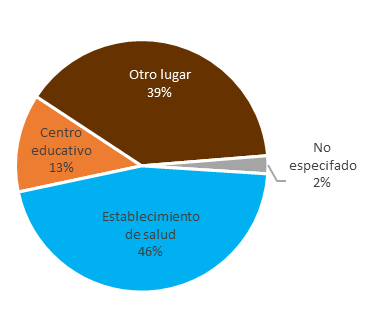 Otro lugar
39%
Centro
educativo
13%
No
especifado
2%
Establecimiento
de salud
46%